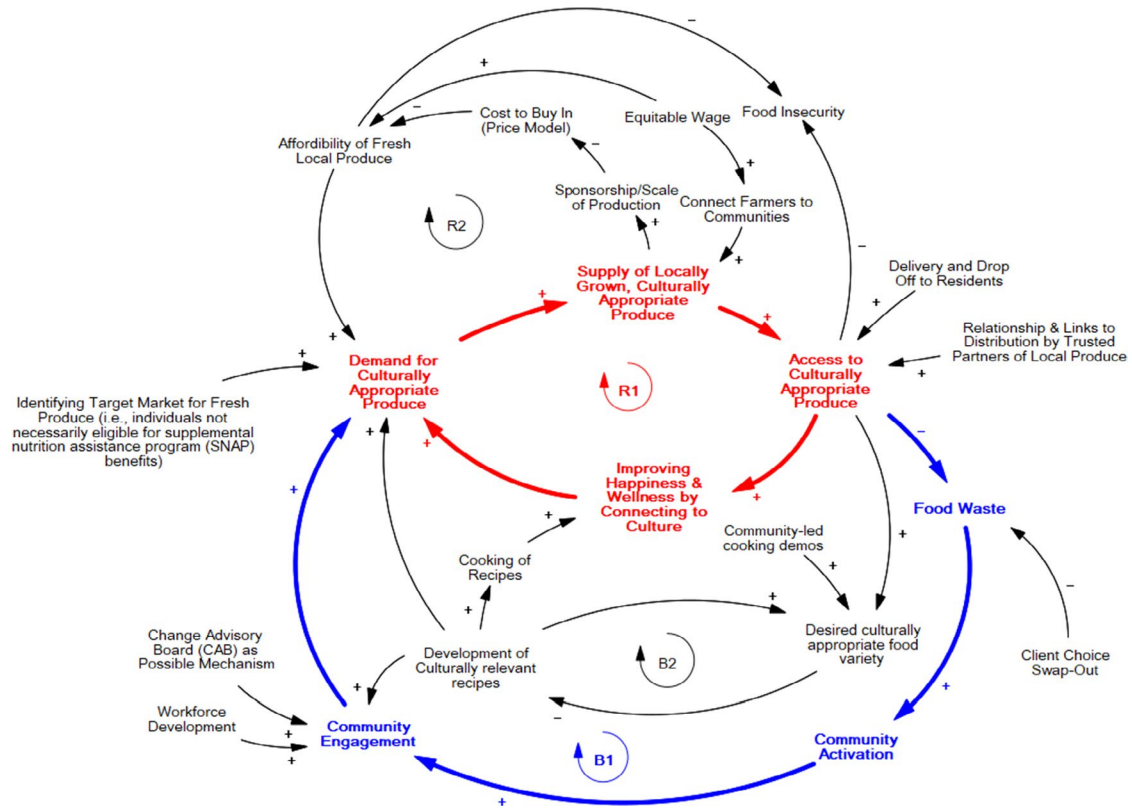 −
+
Cost to Buy In
(Price Model)
−
Equitable Wage
Food Insecurity
Affordibility of Fresh
Local Produce
−
+
Sponsorship/Scale
of Production
Connect Farmers to
Communities
R2
+
+
−
Supply of Locally
Grown, Culturally
Appropriate
Produce
Delivery and Drop
Off to Residents
+
+
+
Relationship & Links to
Distribution by Trusted
Partners of Local Produce
+
+
+
Demand for
Culturally
Appropriate
Produce
R1
Access to
Culturally
Appropriate
Produce
Identifying Target Market for Fresh
Produce (i.e., individuals not
necessarily eligible for supplemental
nutrition assistance program (SNAP)
benefits)
+
+
−
Improving
Happiness &
Wellness by
Connecting to
Culture
+
+
Food Waste
+
Community-led
cooking demos
+
Cooking of
Recipes
+
−
+
+
Desired culturally
appropriate food
variety
Change Advisory
Board (CAB) as
Possible Mechanism
Development of
Culturally relevant
recipes
B2
Client Choice
Swap-Out
+
+
Workforce
Development
−
+
+
Community
Engagement
B1
Community
Activation
+